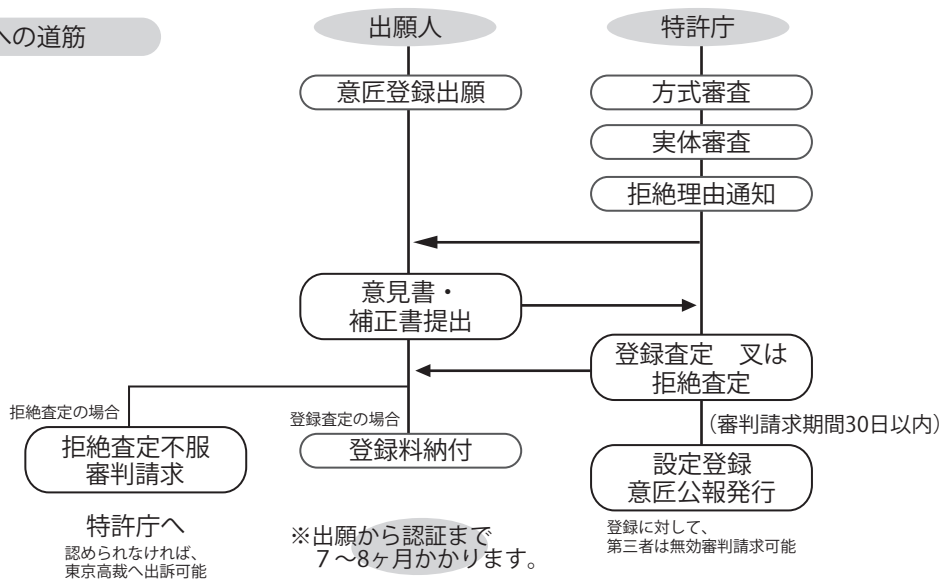 への道筋
出願人
特許庁
意匠登録出願
方式審査
実体審査
拒絶理由通知
意見書・
補正書提出
登録査定　叉は
拒絶査定
拒絶査定の場合
登録査定の場合
（審判請求期間30日以内）
拒絶査定不服
審判請求
登録料納付
設定登録
意匠公報発行
特許庁へ
認められなければ、
東京高裁へ出訴可能
※出願から認証まで
7〜8ヶ月かかります。
登録に対して、
第三者は無効審判請求可能